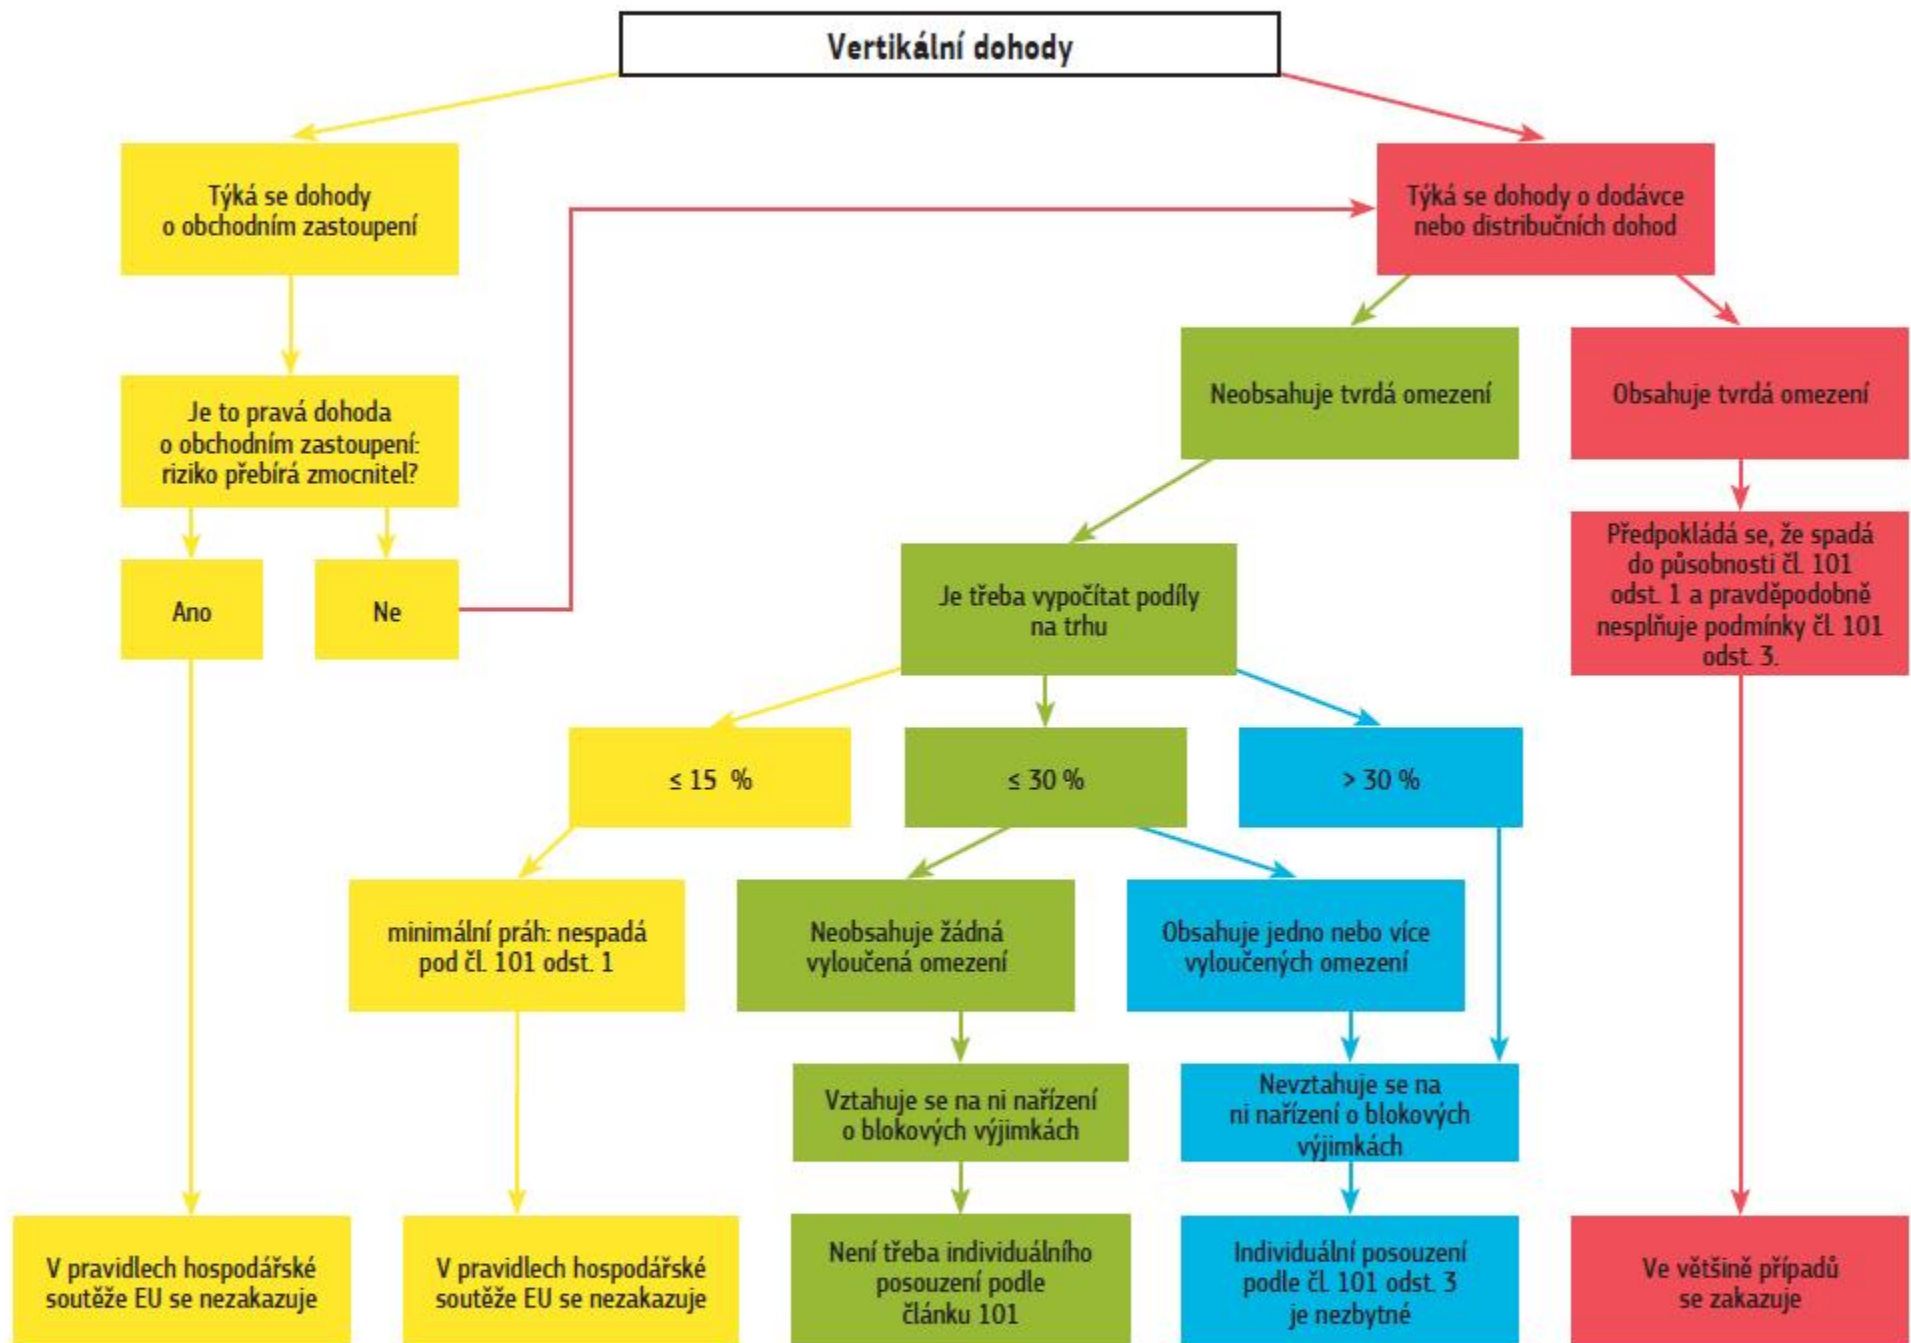 Vertikální dohody
Týká se dohody
o obchodním zastoupení
Týká se dohody o dodávce
nebo distribučních dohod
Neobsahuje tvrdá omezení
Obsahuje tvrdá omezení
Je to pravá dohoda
o obchodním zastoupení:
riziko přebírá zmocnitel?
Ano
Ne
Je třeba vypočítat podíly
na trhu
Předpokládá se, že spadá
do působnosti čl. 101
odst. 1 a pravděpodobně
nesplňuje podmínky čl. 101
odst. 3.
≤ 15 %
≤ 30 %
> 30 %
minimální práh: nespadá
pod čl. 101 odst. 1
Neobsahuje žádná
vyloučená omezení
Obsahuje jedno nebo více
vyloučených omezení
Vztahuje se na ni nařízení
o blokových výjimkách
Nevztahuje se na
ni nařízení o blokových
výjimkách
V pravidlech hospodářské
soutěže EU se nezakazuje
V pravidlech hospodářské
soutěže EU se nezakazuje
Není třeba individuálního
posouzení podle
článku 101
Individuální posouzení
podle čl. 101 odst. 3
je nezbytné
Ve většině případů
se zakazuje